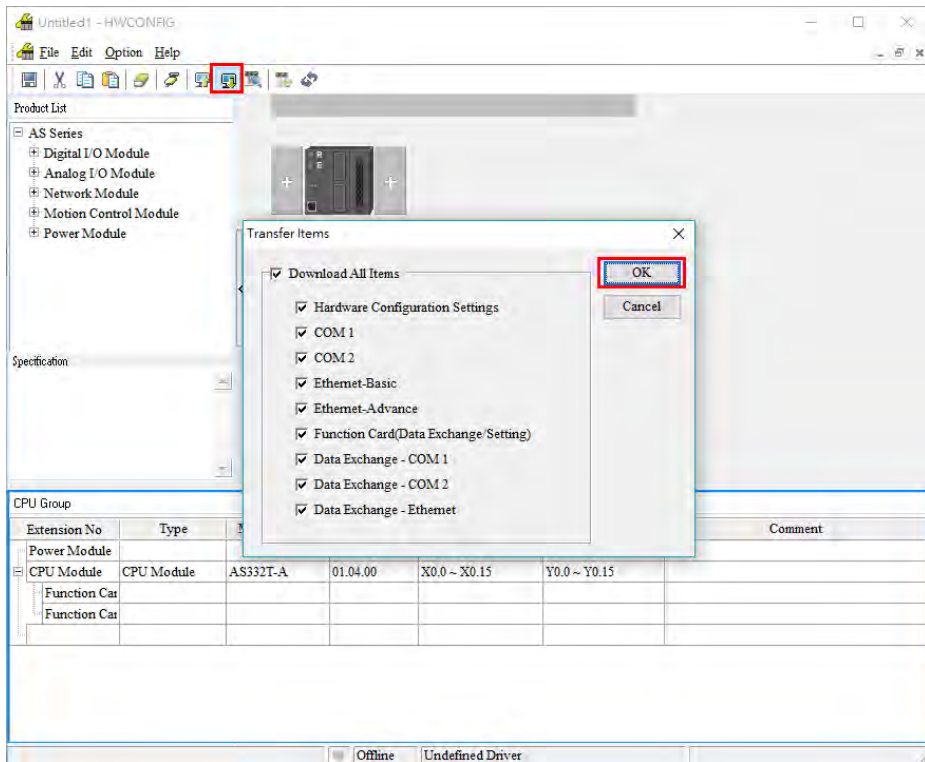 Untitled1 - HWCONFIG
File Edit Option Help
Product List
AS Series
Digital I/O Module
Analog I/O Module
Network Module
Motion Control Module
Power Module
Specification
Transfer Items
Download All Items
OK
Cancel
Hardware Configuration Settings
COM 1
COM 2
Ethernet-Basic
Ethernet-Advance
Function Card(Data Exchange/Setting)
Data Exchange - COM 1
Data Exchange - COM 2
Data Exchange - Ethernet
CPU Group
Extension No Type Comment
Power Module
CPU Module CPU Module AS332T-A 01.04.00 X0.0 ~ X0.15 Y0.0 ~ Y0.15
Function Car
Function Car
Offline Undefined Driver